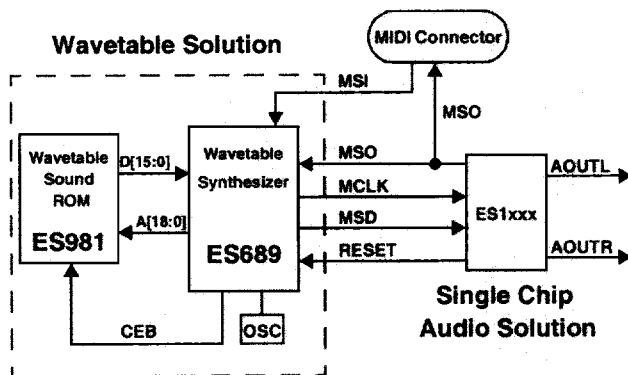 Wavetable Solution
MIDI Connector
MSI
MSO
Wavetable
Sound
ROM
ES981
D[15:0]
A[18:0]
Wavetable
Synthesizer
ES689
MSO
MCLK
MSD
RESET
ES1xxx
AOUTL
AOUTR
CEB
OSC
Single Chip
Audio Solution